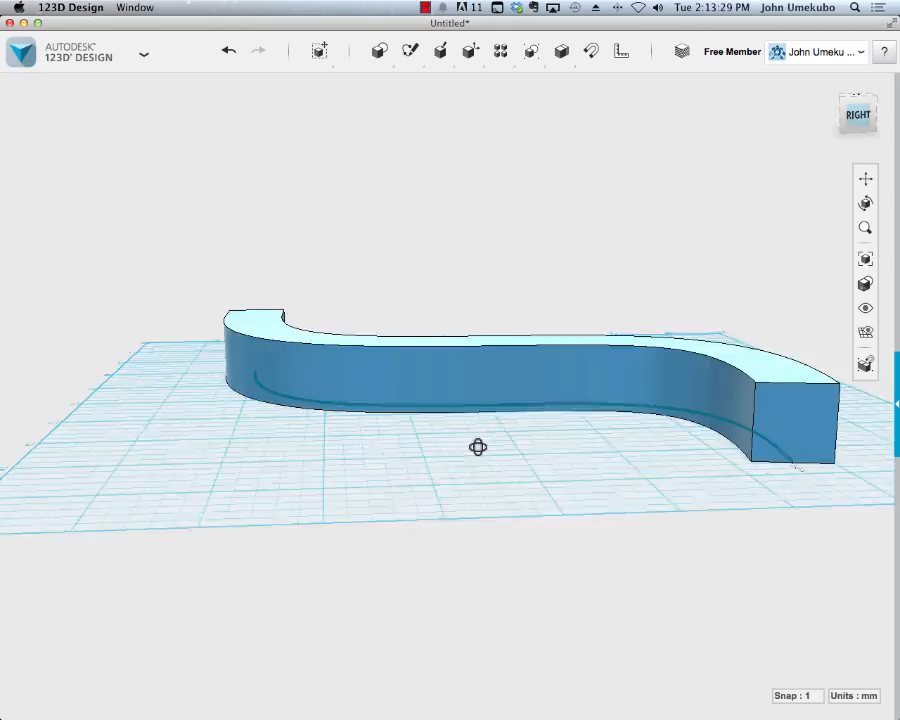 123D Design Window 11 Tue 2:13:29 PM John Umekubo
Untitled*
AUTODESK®
123D® DESIGN
Free Member John Umeku ... ?
RIGHT
Snap : 1 Units : mm